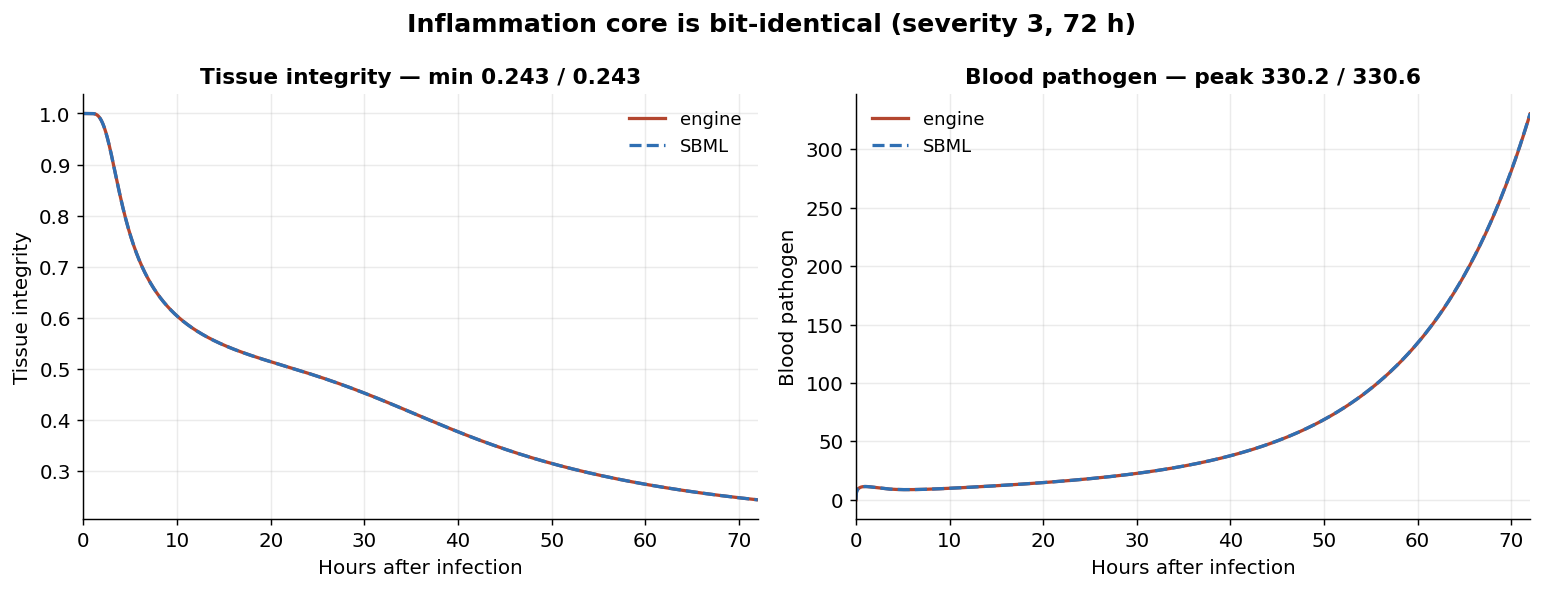 Inflammation core is bit-identical (severity 3, 72 h)
Tissue integrity — min 0.243 / 0.243
engine
SBML
Tissue integrity
1.0
0.9
0.8
0.7
0.6
0.5
0.4
0.3
0 10 20 30 40 50 60 70
Hours after infection
Blood pathogen — peak 330.2 / 330.6
engine
SBML
Blood pathogen
300
250
200
150
100
50
0
0 10 20 30 40 50 60 70
Hours after infection